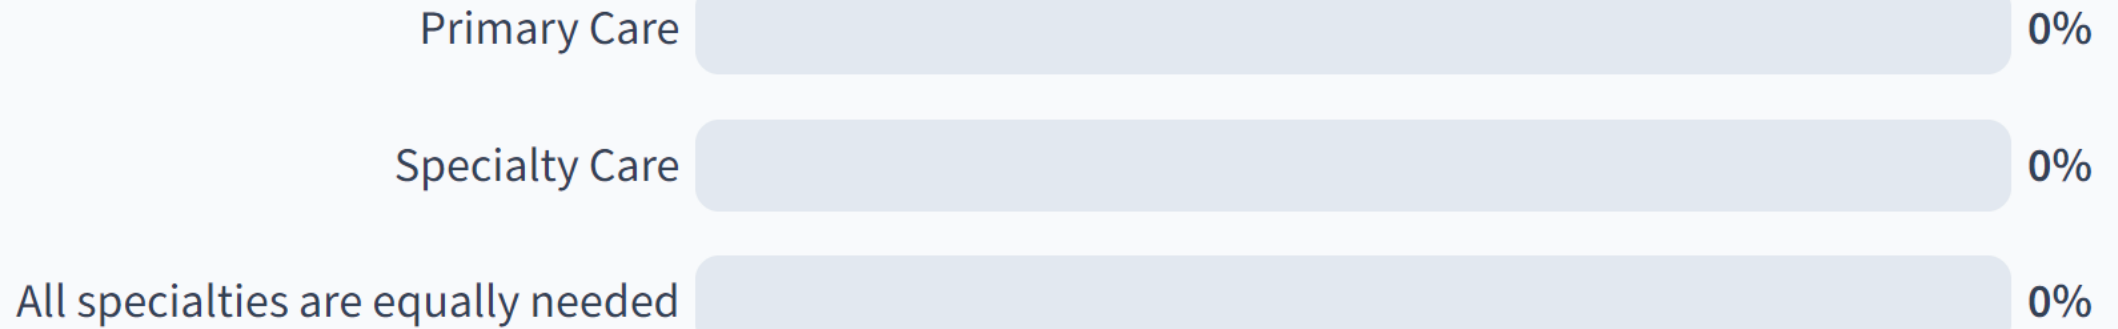 Primary Care 0%
Specialty Care 0%
All specialties are equally needed 0%